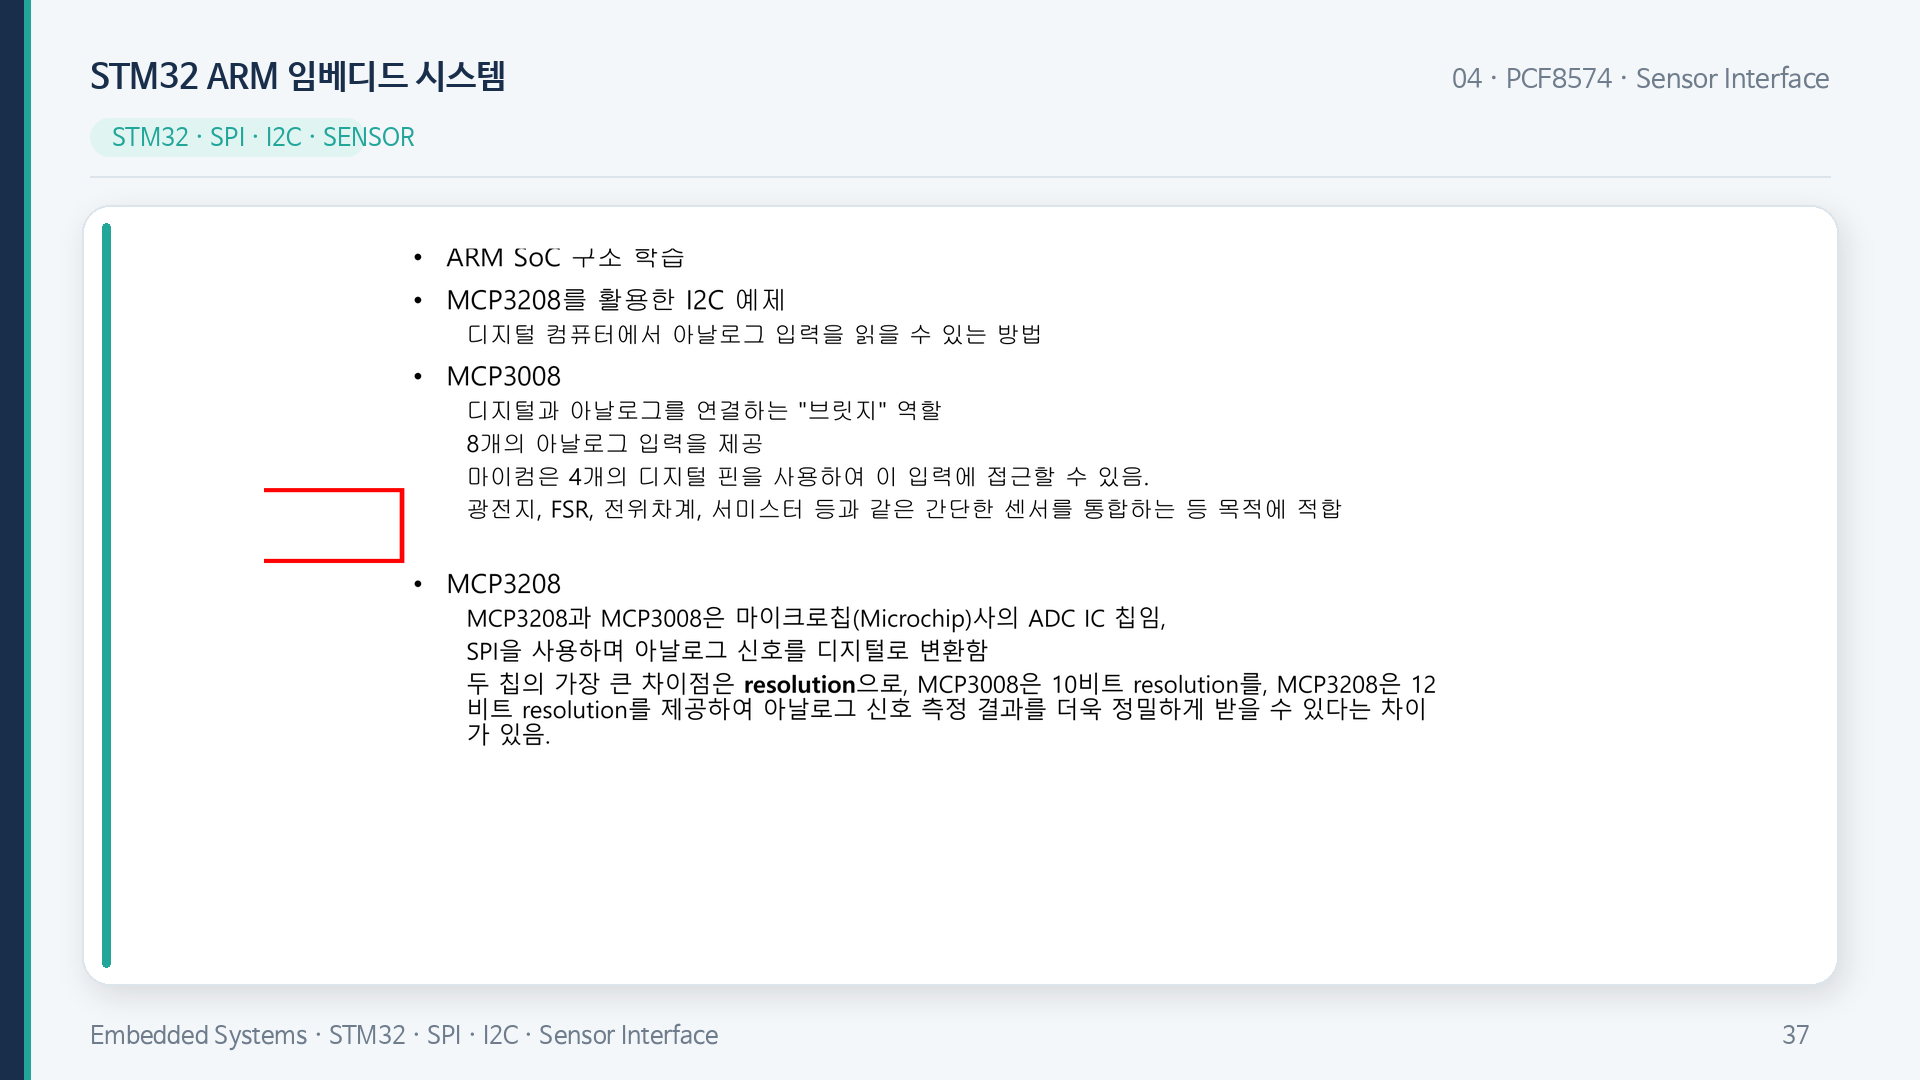 STM32 ARM 임베디드 시스템
04 · PCF8574 · Sensor Interface
STM32 · SPI · I2C · SENSOR
• ARM SoC 구조 학습
• MCP3208를 활용한 I2C 예제
디지털 컴퓨터에서 아날로그 입력을 읽을 수 있는 방법
• MCP3008
디지털과 아날로그를 연결하는 "브릿지" 역할
8개의 아날로그 입력을 제공
마이컴은 4개의 디지털 핀을 사용하여 이 입력에 접근할 수 있음.
광전지, FSR, 전위차계, 서미스터 등과 같은 간단한 센서를 통합하는 등 목적에 적합
• MCP3208
MCP3208과 MCP3008은 마이크로칩(Microchip)사의 ADC IC 칩임,
SPI을 사용하며 아날로그 신호를 디지털로 변환함
두 칩의 가장 큰 차이점은 resolution으로, MCP3008은 10비트 resolution를, MCP3208은 12
비트 resolution를 제공하여 아날로그 신호 측정 결과를 더욱 정밀하게 받을 수 있다는 차이
가 있음.
Embedded Systems · STM32 · SPI · I2C · Sensor Interface
37